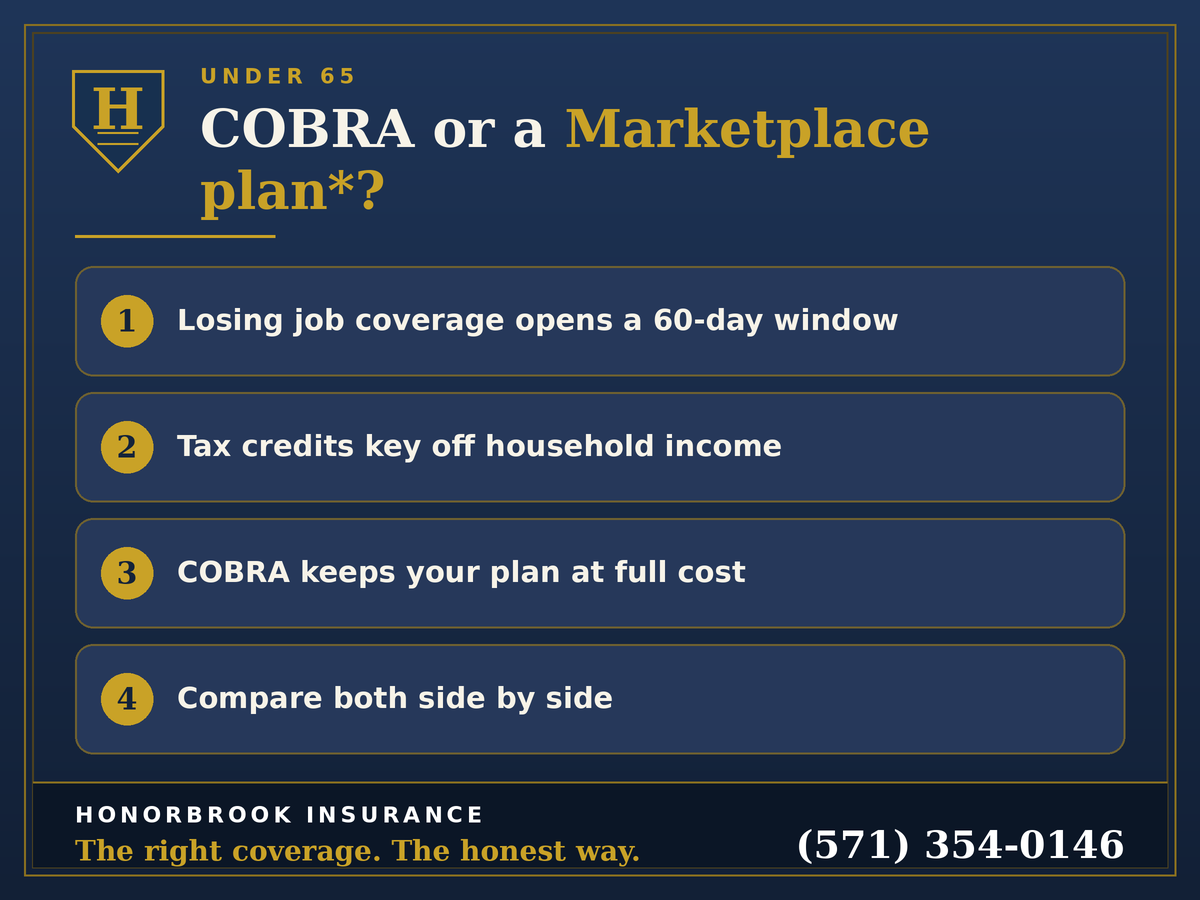 H
UNDER 65
COBRA or a Marketplace
plan*?
1 Losing job coverage opens a 60-day window
2 Tax credits key off household income
3 COBRA keeps your plan at full cost
4 Compare both side by side
HONORBROOK INSURANCE
The right coverage. The honest way.
(571) 354-0146